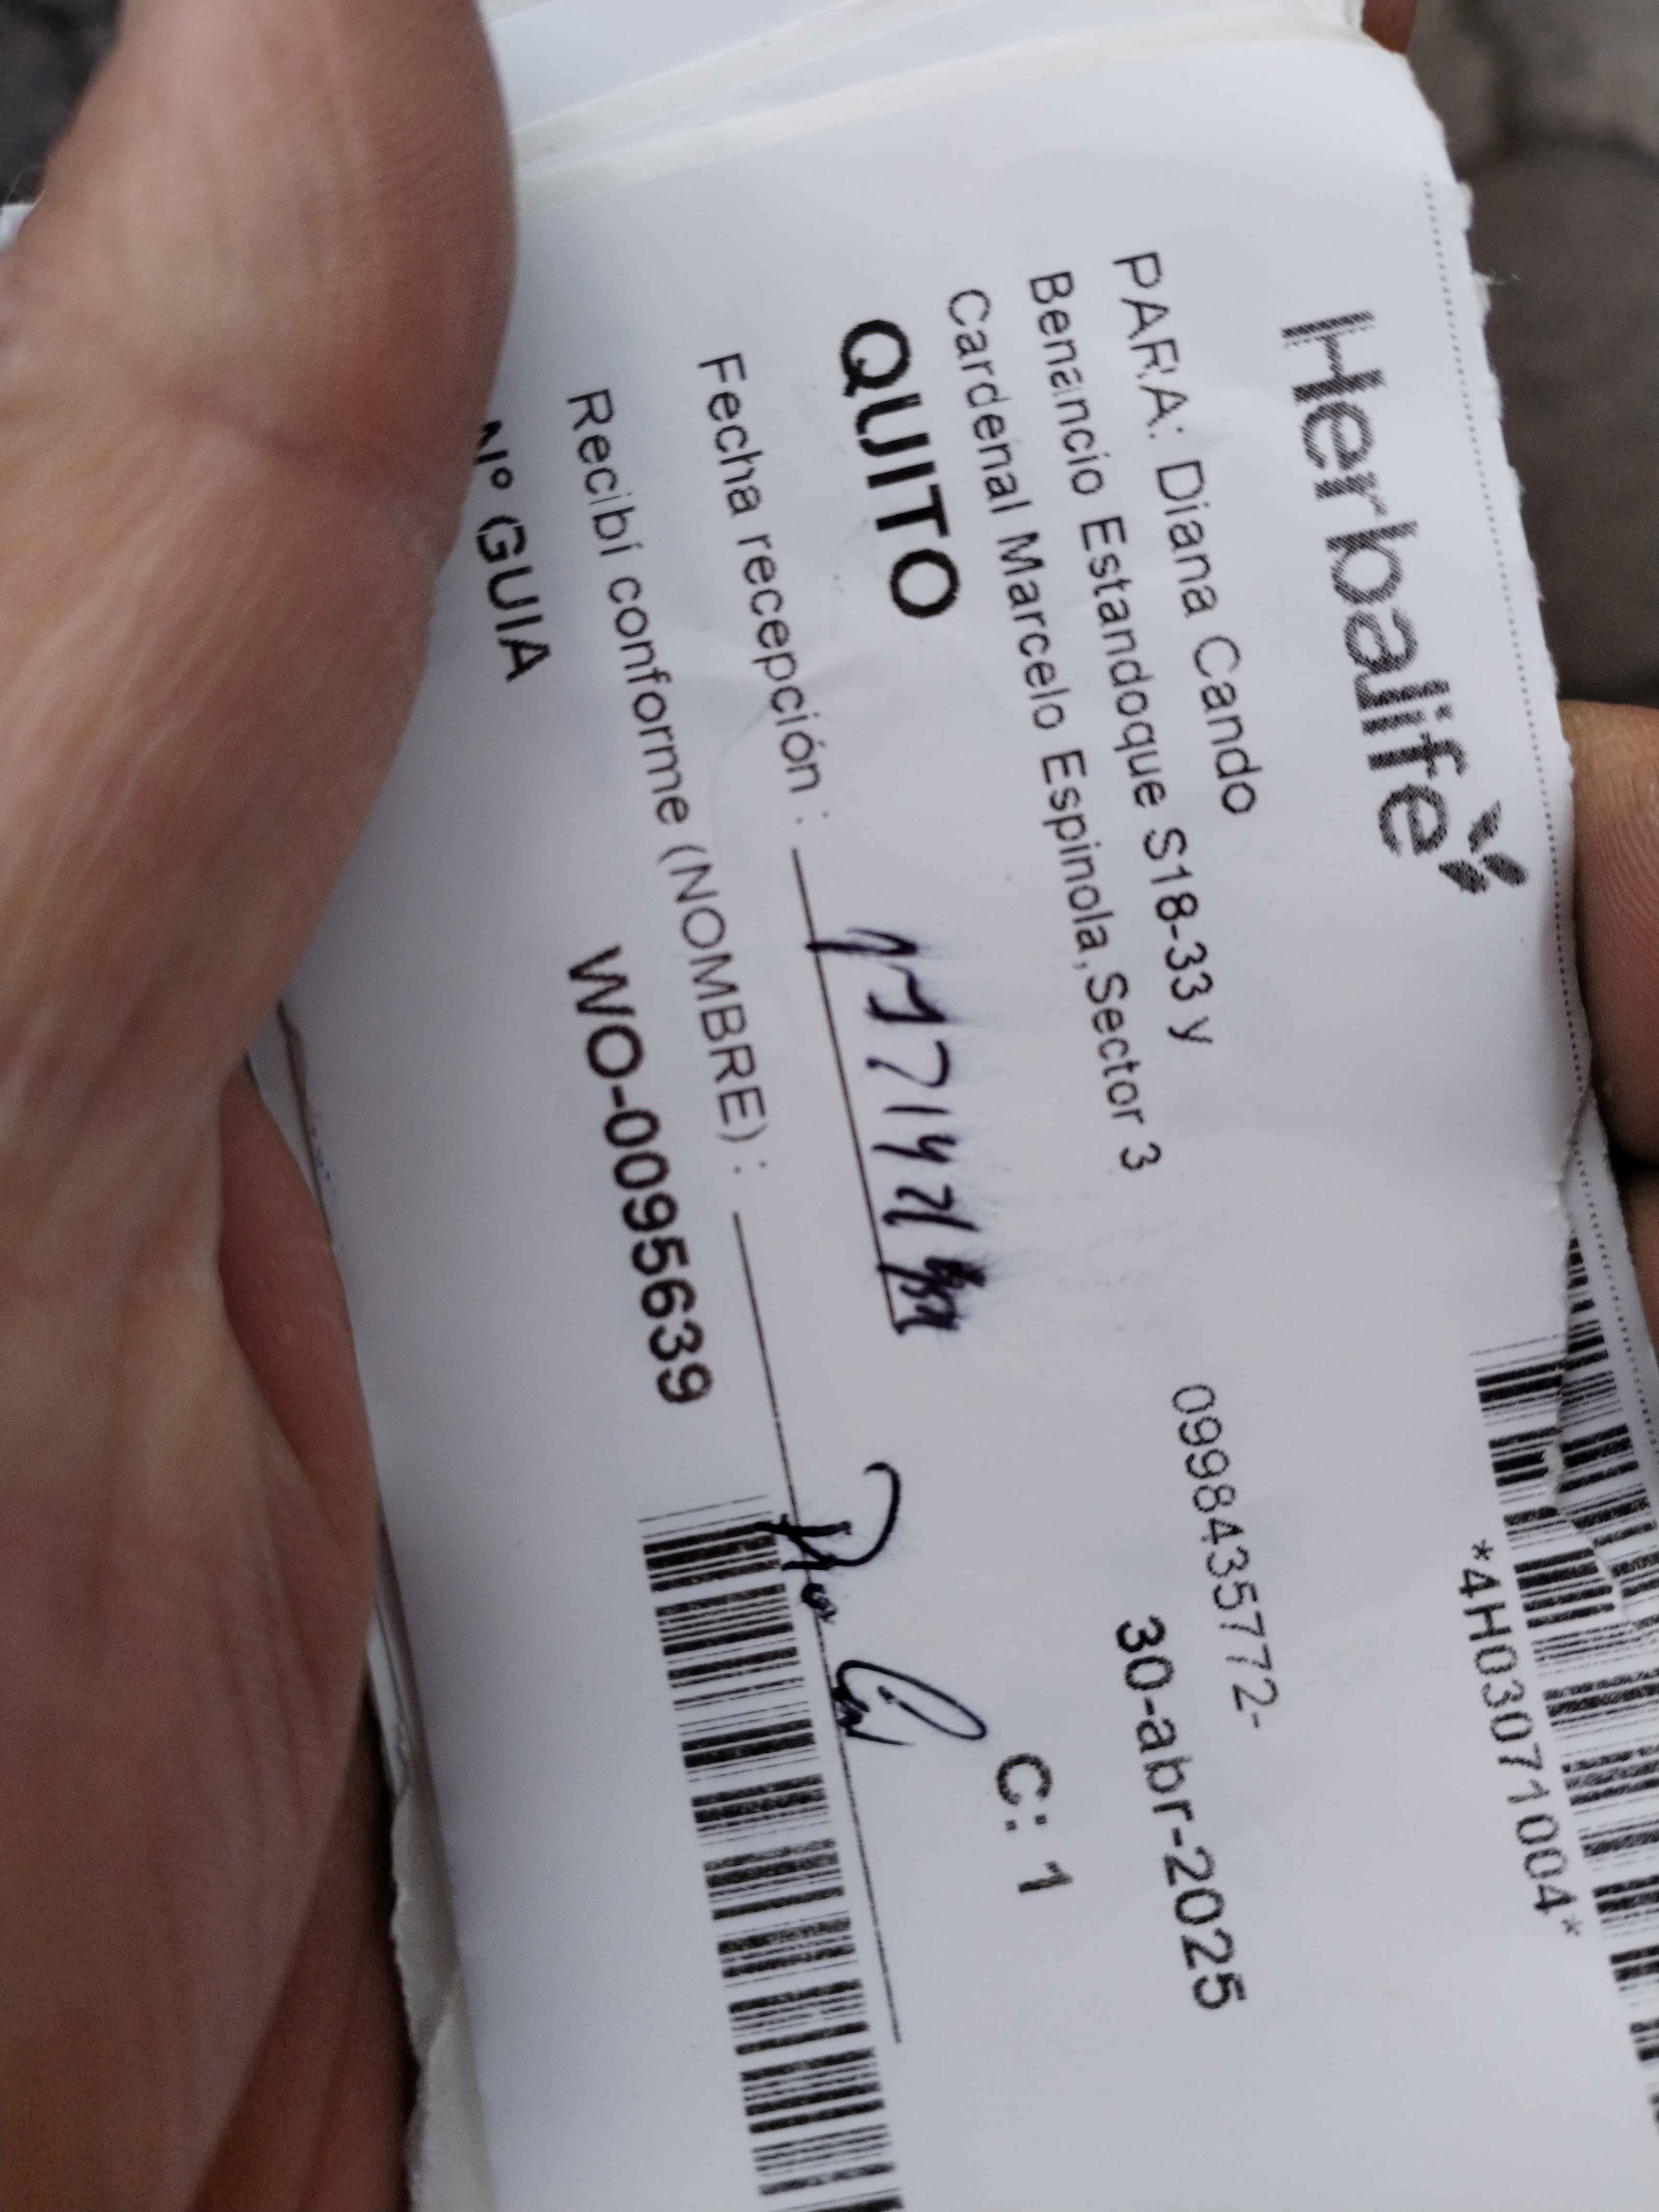 Herbalife
*4H03071004*
PARA: Diana Cando
0998435772-
Benancio Estandoque S18-33 y
30-abr-2025
Cardenal Marcelo Espinola,Sector 3
QUITO
C: 1
Fecha recepción :
Recibí conforme (NOMBRE) :
N° GUIA WO-0095639